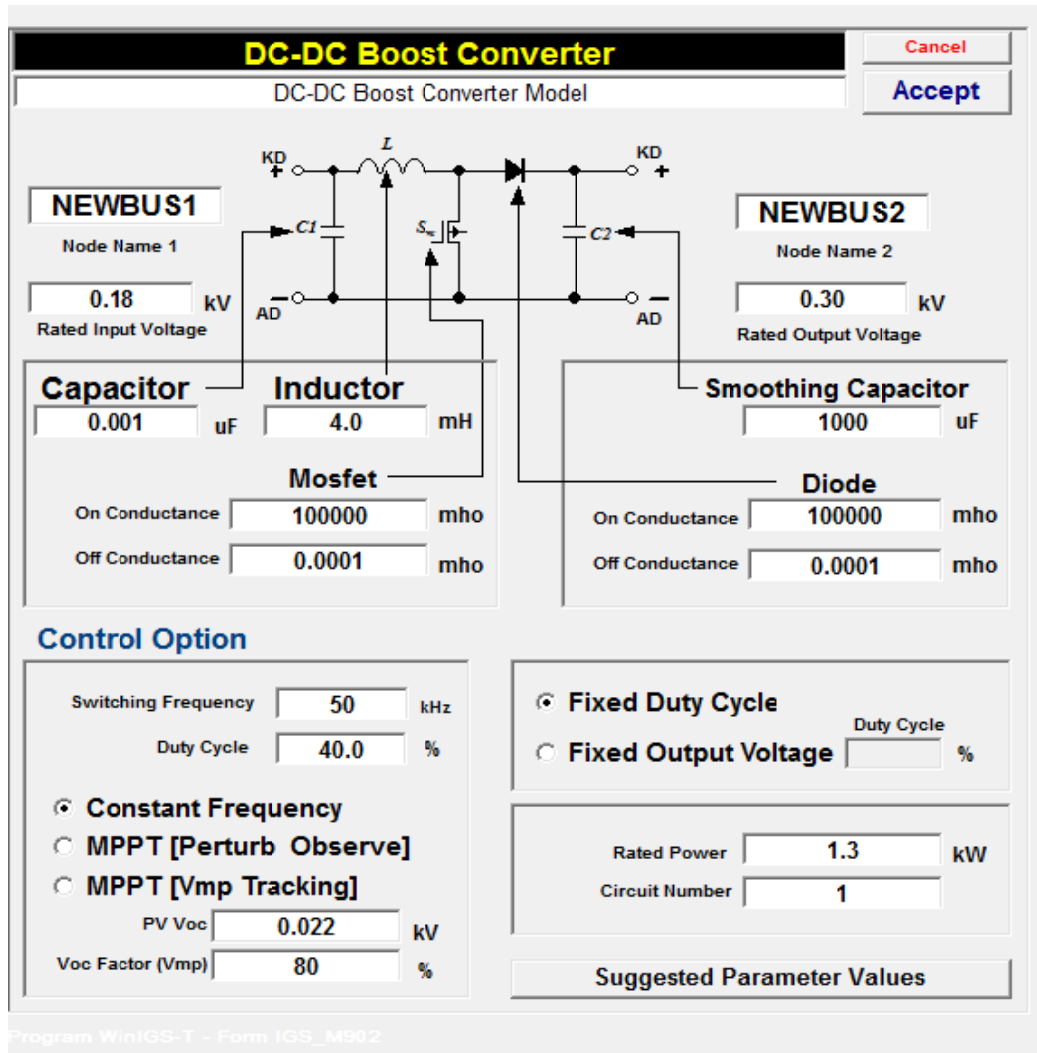 DC-DC Boost Converter
Cancel
DC-DC Boost Converter Model
Accept
KD
+
L
KD
+
NEWBUS1
Node Name 1
C1
C2
NEWBUS2
Node Name 2
0.18 kV
Rated Input Voltage
AD
AD
0.30 kV
Rated Output Voltage
Capacitor
Inductor
0.001 uF
4.0 mH
Mosfet
On Conductance 100000 mho
Off Conductance 0.0001 mho
Smoothing Capacitor
1000 uF
Diode
On Conductance 100000 mho
Off Conductance 0.0001 mho
Control Option
Switching Frequency 50 kHz
Duty Cycle 40.0 %
Constant Frequency
MPPT [Perturb Observe]
MPPT [Vmp Tracking]
PV Voc 0.022 kV
Voc Factor (Vmp) 80 %
Fixed Duty Cycle
Fixed Output Voltage
Duty Cycle
%
Rated Power 1.3 kW
Circuit Number 1
Suggested Parameter Values
Program WinIGS-T - Form IGS_M902